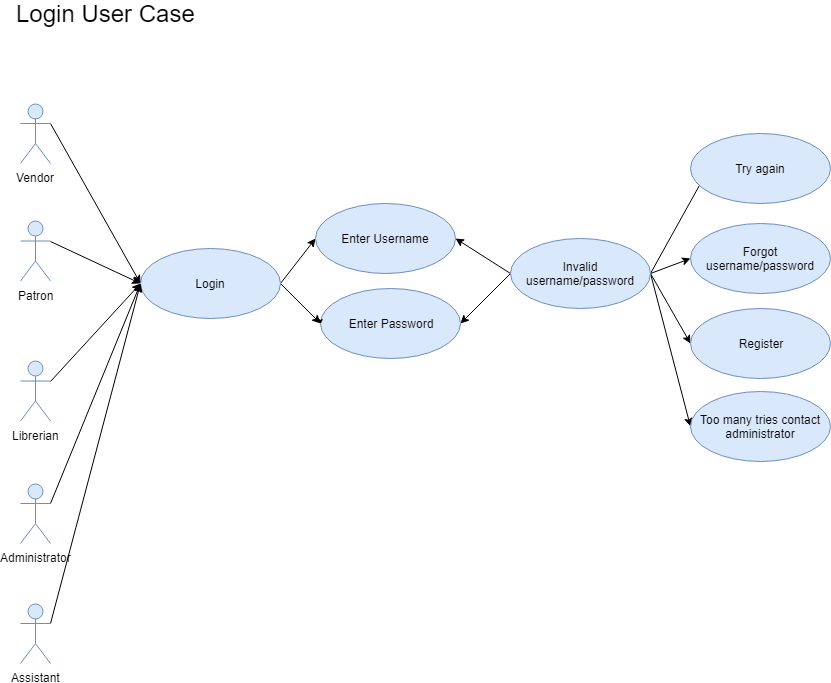 Login User Case
Vendor
Patron
Librerian
Administrator
Assistant
Login
Enter Username
Enter Password
Invalid
username/password
Try again
Forgot
username/password
Register
Too many tries contact
administrator